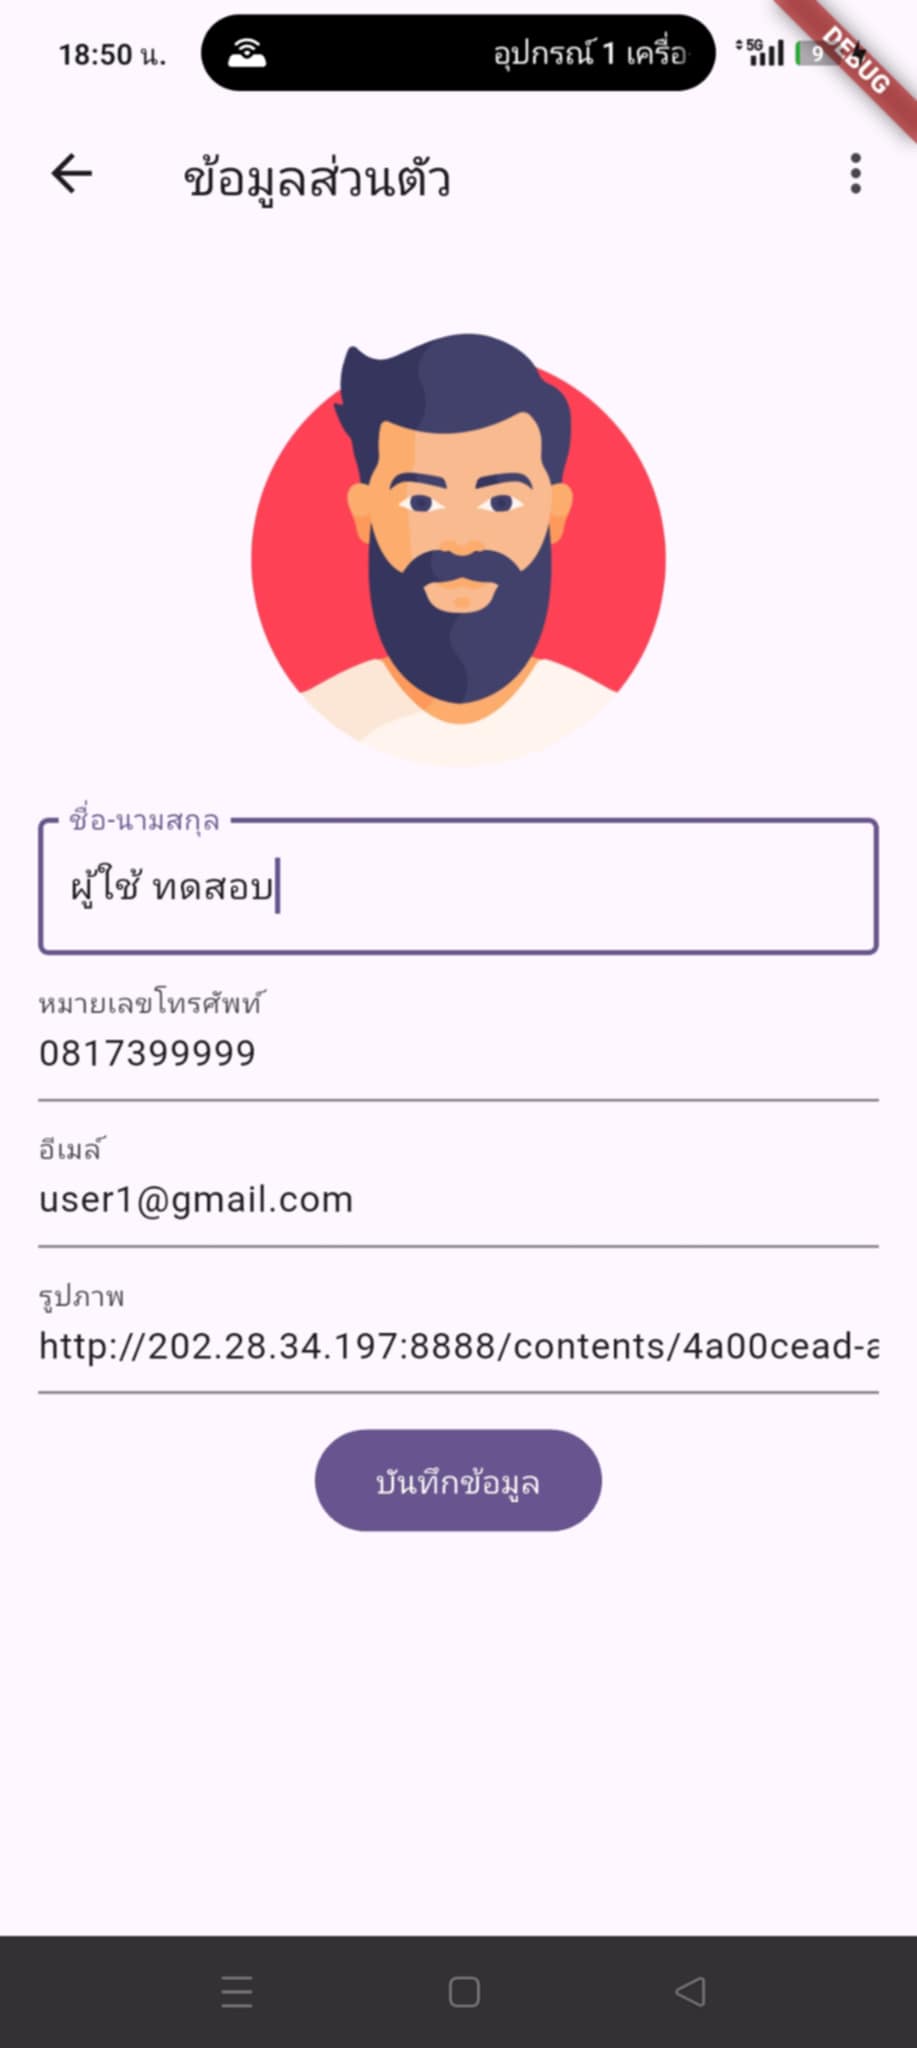 18:50 น.
อุปกรณ์ 1 เครื่อ
5G
9
DEBUG
ข้อมูลส่วนตัว
ชื่อ-นามสกุล
ผู้ใช้ ทดสอบ
หมายเลขโทรศัพท์
0817399999
อีเมล์
user1@gmail.com
รูปภาพ
http://202.28.34.197:8888/contents/4a00cead-a
บันทึกข้อมูล